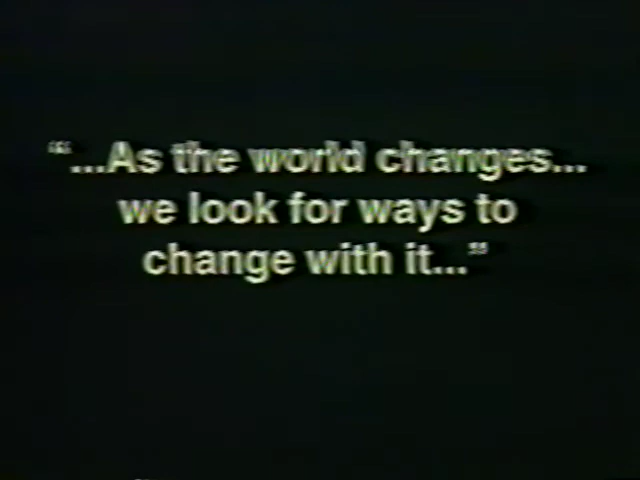 “...As the world changes...
we look for ways to
change with it...”